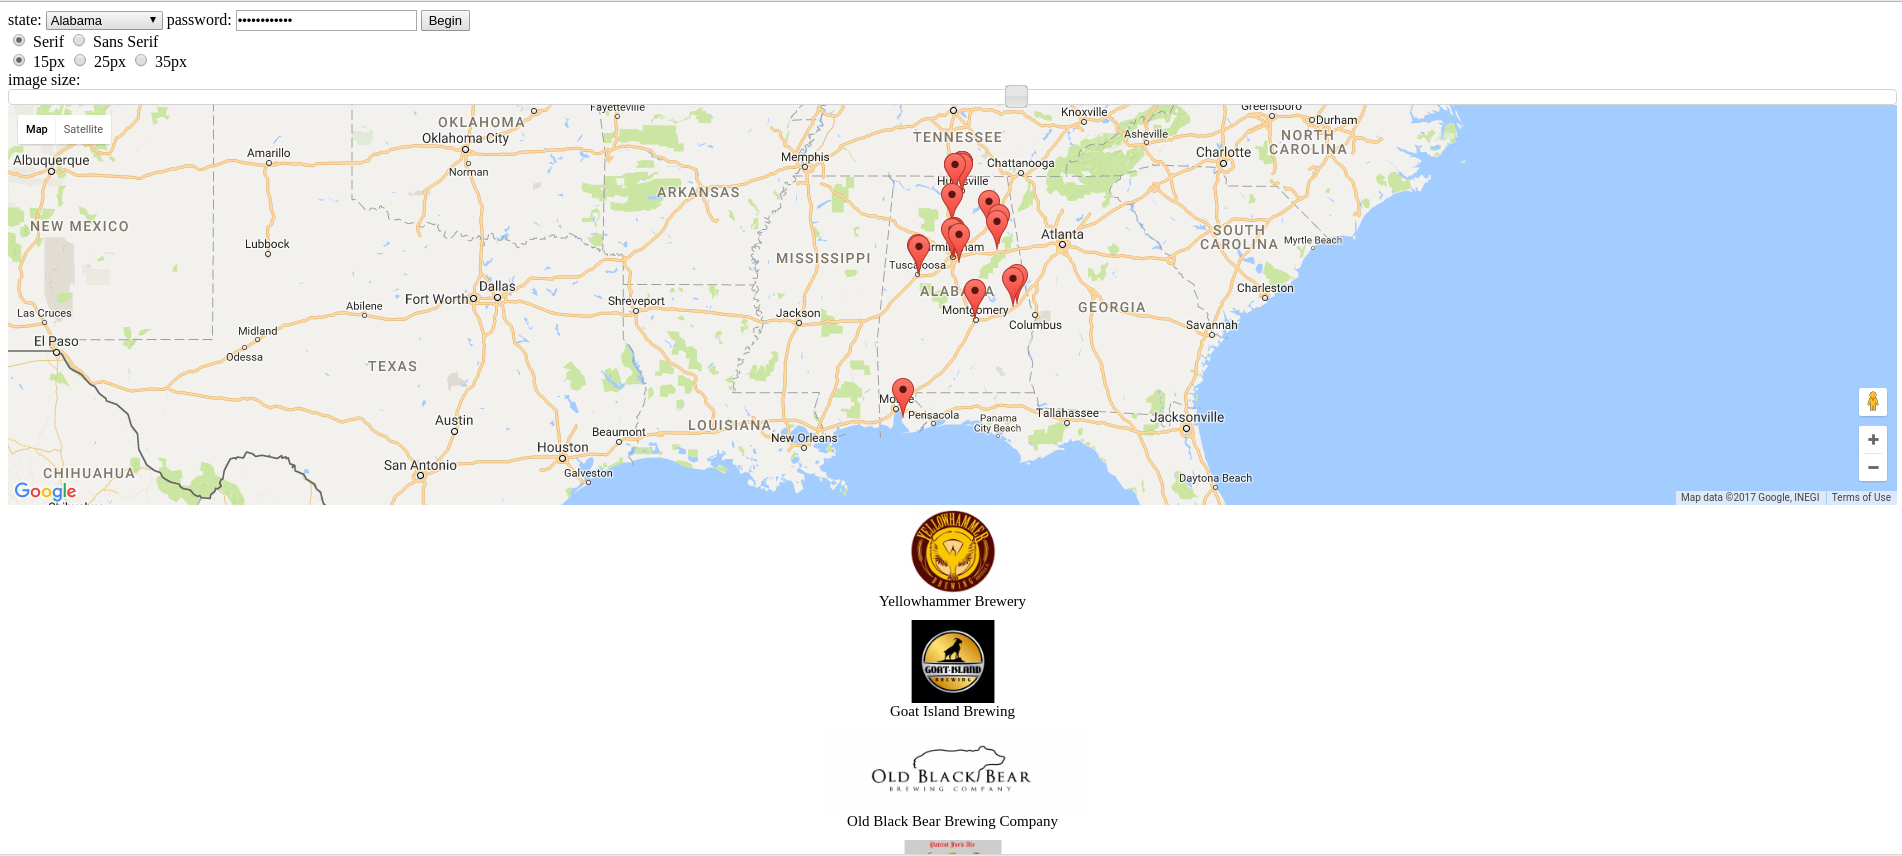 state: Alabama password: •••••••••••• Begin
Serif Sans Serif
15px 25px 35px
image size:
Map Satellite
Fayetteville
OKLAHOMA
Oklahoma City
Norman
Albuquerque
Amarillo
NEW MEXICO
Lubbock
Las Cruces
El Paso
Midland
Odessa
Abilene
Fort Worth
Dallas
TEXAS
Austin
San Antonio
Houston
Galveston
Beaumont
CHIHUAHUA
ARKANSAS
Memphis
Shreveport
MISSISSIPPI
Jackson
LOUISIANA
New Orleans
TENNESSEE
Knoxville
Chattanooga
Asheville
Greensboro
Durham
NORTH
CAROLINA
Charlotte
SOUTH
CAROLINA
Myrtle Beach
Charleston
Atlanta
GEORGIA
Columbus
Savannah
Montgomery
Pensacola
Panama
City Beach
Tallahassee
Jacksonville
Daytona Beach
Google
Map data ©2017 Google, INEGI Terms of Use
YELLOWHAMMER
BREWING
Yellowhammer Brewery
GOAT·ISLAND
BREWING
Goat Island Brewing
OLD BLACK BEAR
BREWING COMPANY
Old Black Bear Brewing Company
Patriot Joe's Ale